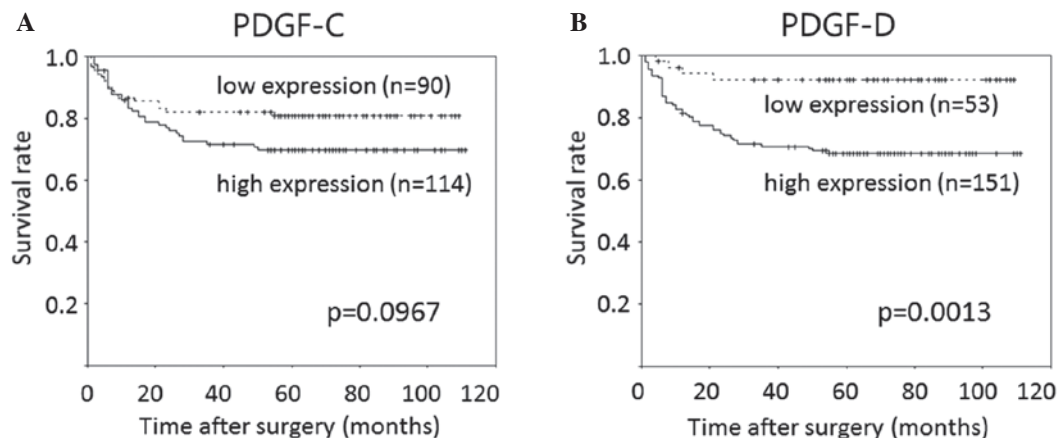 A
PDGF-C
1.0
0.8
0.6
0.4
0.2
Survival rate
low expression (n=90)
high expression (n=114)
p=0.0967
0 20 40 60 80 100 120
Time after surgery (months)
B
PDGF-D
1.0
0.8
0.6
0.4
0.2
Survival rate
low expression (n=53)
high expression (n=151)
p=0.0013
0 20 40 60 80 100 120
Time after surgery (months)